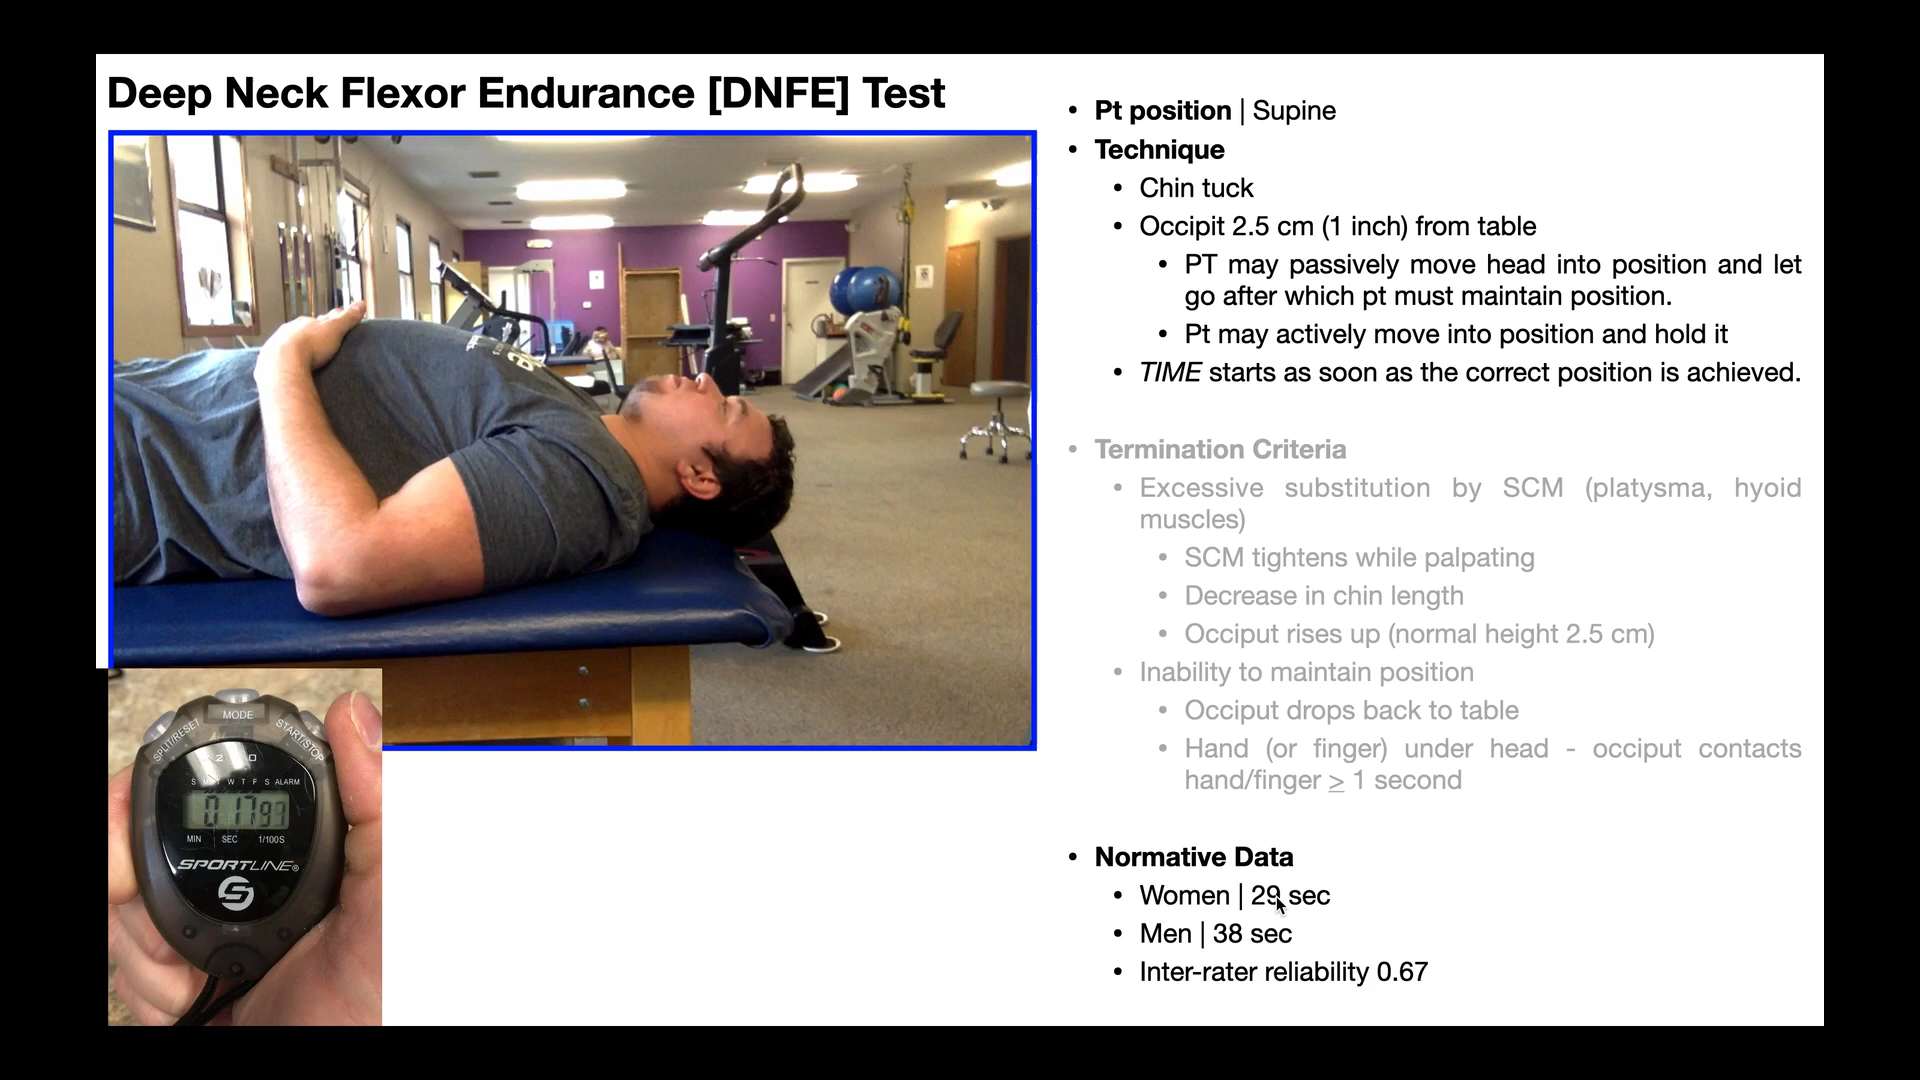 Deep Neck Flexor Endurance [DNFE] Test
• Pt position | Supine
• Technique
• Chin tuck
• Occipit 2.5 cm (1 inch) from table
• PT may passively move head into position and let
go after which pt must maintain position.
• Pt may actively move into position and hold it
• TIME starts as soon as the correct position is achieved.
• Termination Criteria
• Excessive substitution by SCM (platysma, hyoid
muscles)
• SCM tightens while palpating
• Decrease in chin length
• Occiput rises up (normal height 2.5 cm)
• Inability to maintain position
• Occiput drops back to table
• Hand (or finger) under head - occiput contacts
hand/finger ≥ 1 second
• Normative Data
• Women | 29 sec
• Men | 38 sec
• Inter-rater reliability 0.67
MODE
SPLIT/RESET
START/STOP
W T F S ALARM
MIN SEC 1/100S
SPORTLINE®